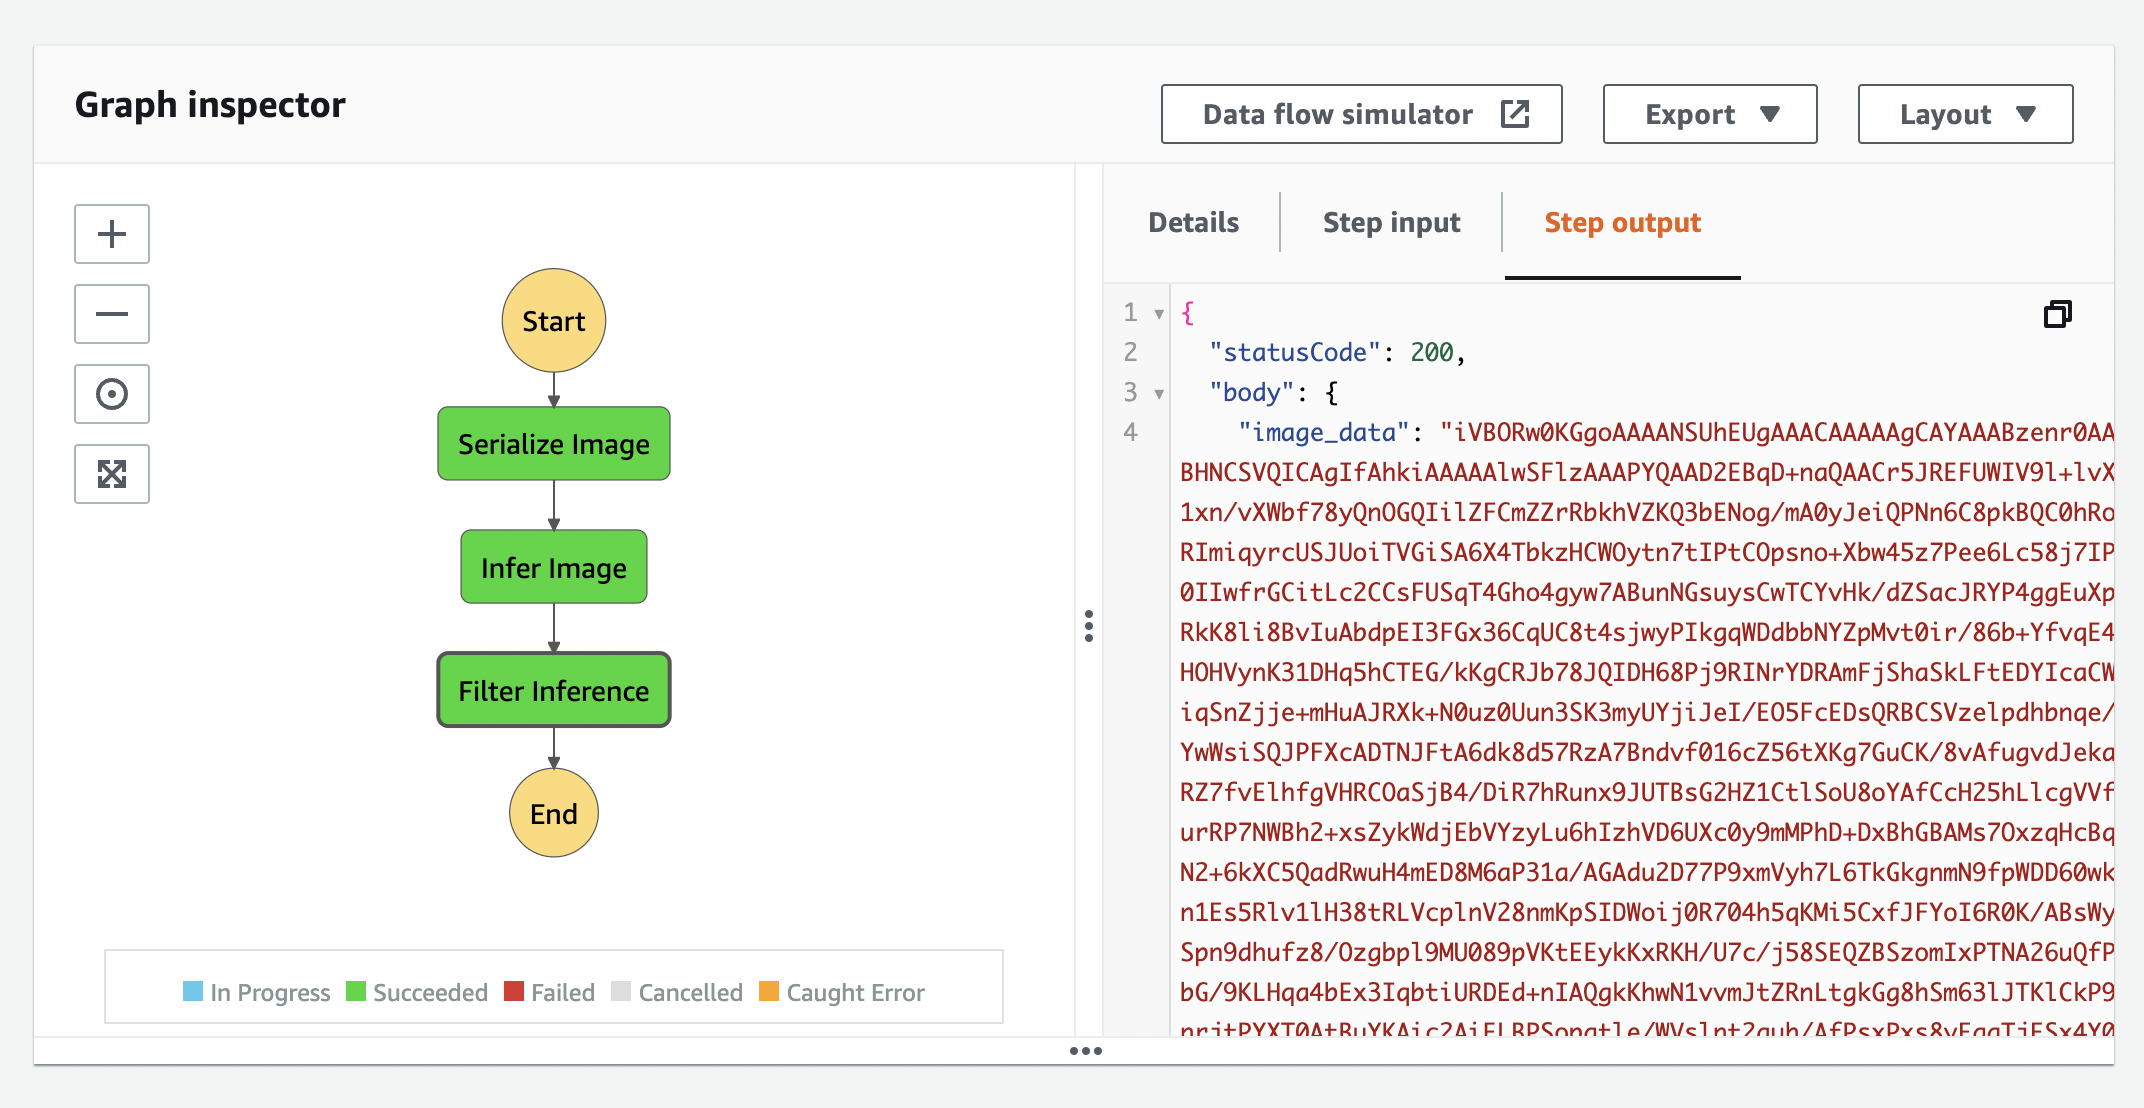 Graph inspector
Data flow simulator
Export
Layout
Details
Step input
Step output
Start
Serialize Image
Infer Image
Filter Inference
End
In Progress
Succeeded
Failed
Cancelled
Caught Error
1 {
2 "statusCode": 200,
3 "body": {
4 "image_data": "iVBORw0KGgoAAAANSUhEUgAAACAAAAAgCAYAAABzenr0AA
BHNCSVQICAgIfAhkiAAAAAlwSFlzAAAPYQAAD2EBqD+naQAACr5JREFUWIV9l+lvX
1xn/vXWbf78yQnOGQIilZFCmZZrRbkhVZKQ3bENog/mA0yJeiQPNn6C8pkBQC0hRo
RImiqyrcUSJUoiTVGiSA6X4TbkzHCWOytn7tIPtCOpsno+Xbw45z7Pee6Lc58j7IP
0IIwfrGCitLc2CCsFUSqT4Gho4gyw7ABunNGsuysCwTCYvHk/dZSacJRYP4ggEuXp
RkK8li8BvIuAbdpEI3FGx36CqUC8t4sjwyPIkgqWDdbbNYZpMvt0ir/86b+YfvqE4
HOHVynK31DHq5hCTEG/kKgCRJb78JQIDH68Pj9RINrYDRAmFjShaSkLFtEDYIcaCW
iqSnZjje+mHuAJRXk+N0uz0Uun3SK3myUYjiJeI/EO5FcEDsQRBCSVzelpdhbnqe/
YwWsiSQJPFXcADTNJFtA6dk8d57RzA7Bndvf016cZ56tXKg7GuCK/8vAfugvdJeka
RZ7fvElhfgVHRCOaSjB4/DiR7hRunx9JUTBsG2HZ1CtlSoU8oYAfCcH25hLlcgVVf
urRP7NWBh2+xsZykWdjEbVYzyLu6hIzhVD6UXc0y9mMPhD+DxBhGBAMs7OxzqHcBq
N2+6kXC5QadRwuH4mED8M6aP31a/AGAdu2D77P9xmVyh7L6TkGkgnmN9fpWDD60wk
n1Es5Rlv1lH38tRLVcplnV28nmKpSIDWoij0R704h5qKMi5CxfJFYoI6R0K/ABsWy
Spn9dhufz8/Ozgbpl9MU089pVKtEEykKxRKH/U7c/j58SEQZBSzomIxPTNA26uQfP
bG/9KLHqa4bEx3IqbtiURDEd+nIAQgkKhwN1vvmJtZRnLtgkGg8hSm63lJTKlCkP9